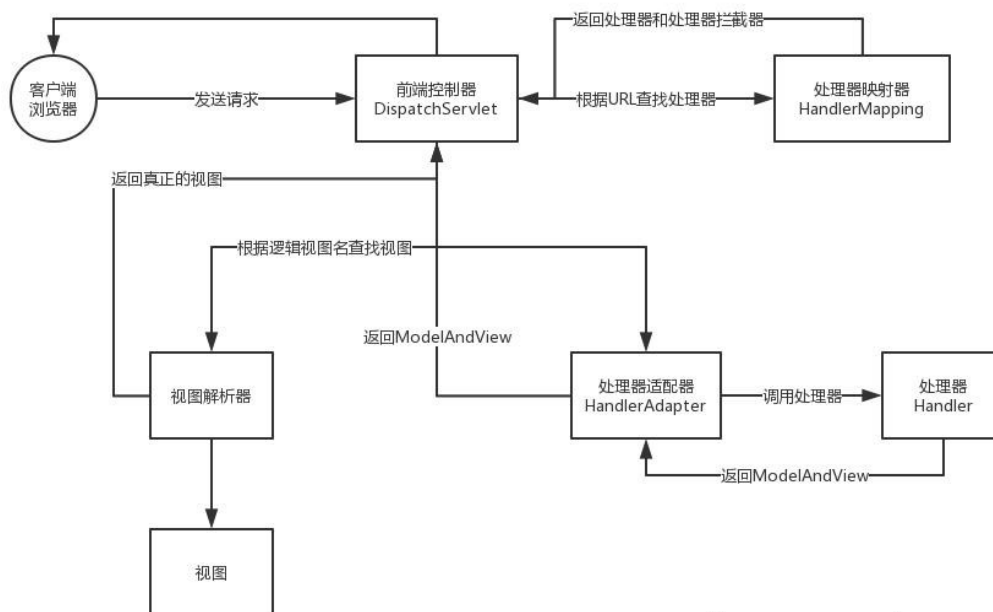 返回处理器和处理器拦截器
客户端
浏览器
发送请求
前端控制器
DispatchServlet
根据URL查找处理器
处理器映射器
HandlerMapping
返回真正的视图
根据逻辑视图名查找视图
返回ModelAndView
视图解析器
处理器适配器
HandlerAdapter
调用处理器
处理器
Handler
返回ModelAndView
视图